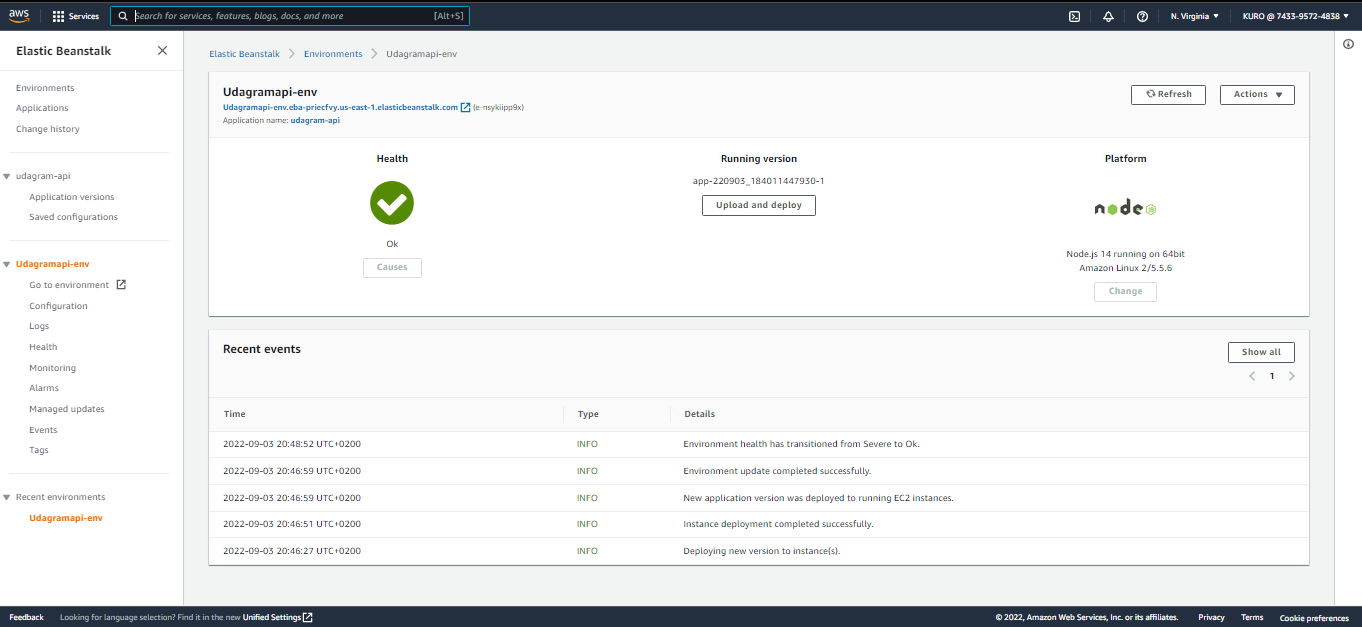 aws
Services
Search for services, features, blogs, docs, and more [Alt+S]
N. Virginia
KURO @ 7433-9572-4838
Elastic Beanstalk
Environments
Applications
Change history
udagram-api
Application versions
Saved configurations
Udagramapi-env
Go to environment
Configuration
Logs
Health
Monitoring
Alarms
Managed updates
Events
Tags
Recent environments
Udagramapi-env
Elastic Beanstalk > Environments > Udagramapi-env
Udagramapi-env
Udagramapi-env.eba-priecfvy.us-east-1.elasticbeanstalk.com (e-nsykiipp9x)
Application name: udagram-api
Refresh
Actions
Health
Ok
Causes
Running version
app-220903_184011447930-1
Upload and deploy
Platform
node JS
Node.js 14 running on 64bit
Amazon Linux 2/5.5.6
Change
Recent events
Show all
1
Time Type Details
2022-09-03 20:48:52 UTC+0200 INFO Environment health has transitioned from Severe to Ok.
2022-09-03 20:46:59 UTC+0200 INFO Environment update completed successfully.
2022-09-03 20:46:59 UTC+0200 INFO New application version was deployed to running EC2 instances.
2022-09-03 20:46:51 UTC+0200 INFO Instance deployment completed successfully.
2022-09-03 20:46:27 UTC+0200 INFO Deploying new version to instance(s).
Feedback
Looking for language selection? Find it in the new Unified Settings
© 2022, Amazon Web Services, Inc. or its affiliates.
Privacy
Terms
Cookie preferences